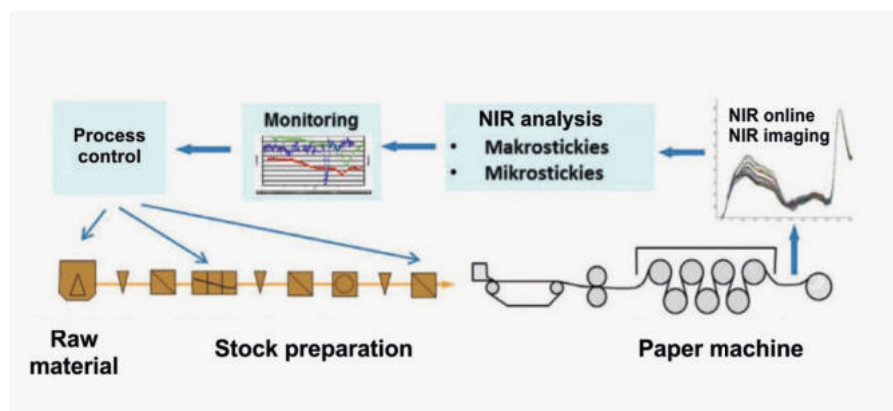 Process
control
Monitoring
NIR analysis
• Makrostickies
• Mikrostickies
NIR online
NIR imaging
Raw
material
Stock preparation
Paper machine